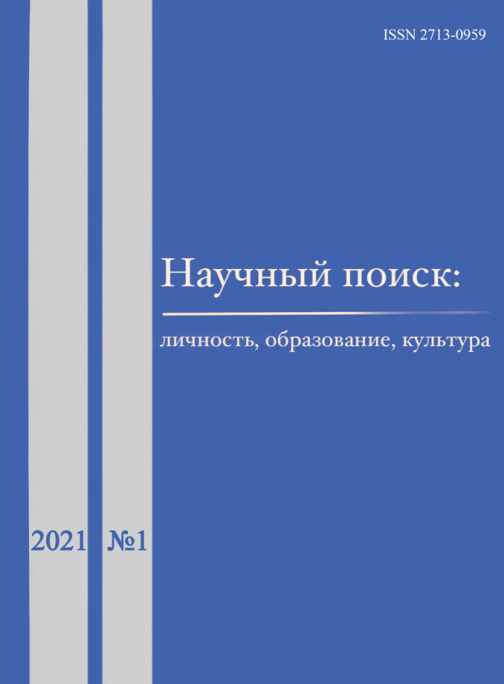 ISSN 2713-0959
Научный поиск:
личность, образование, культура
2021 №1